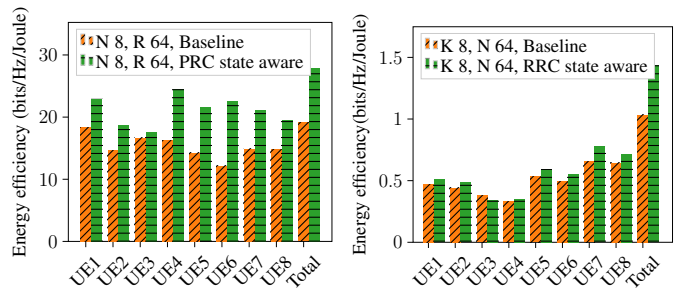 Energy efficiency (bits/Hz/Joule)
30
20
10
0
N 8, R 64, Baseline
N 8, R 64, PRC state aware
UE1 UE2 UE3 UE4 UE5 UE6 UE7 UE8 Total
Energy efficiency(bits/Hz/Joule)
1.5
1
0.5
0
K 8, N 64, Baseline
K 8, N 64, RRC state aware
UE1 UE2 UE3 UE4 UE5 UE6 UE7 UE8 Total